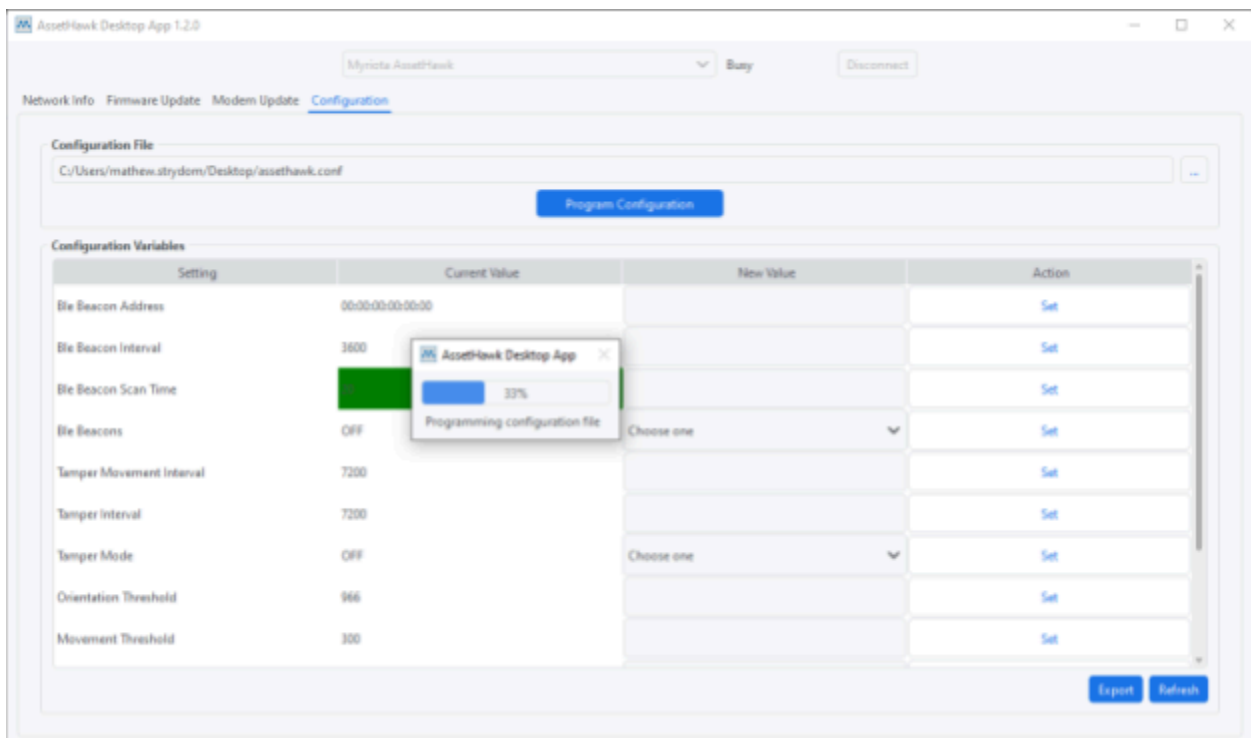 AssetHawk Desktop App 1.2.0
Myriota AssetHawk Busy Disconnect
Network Info Firmware Update Modem Update Configuration
Configuration File
C:/Users/mathew.strydom/Desktop/assethawk.conf ...
Program Configuration
Configuration Variables
Setting Current Value New Value Action
Ble Beacon Address 00:00:00:00:00:00 Set
Ble Beacon Interval 3600 Set
Ble Beacon Scan Time Set
Ble Beacons OFF Choose one Set
Tamper Movement Interval 7200 Set
Tamper Interval 7200 Set
Tamper Mode OFF Choose one Set
Orientation Threshold 966 Set
Movement Threshold 300 Set
AssetHawk Desktop App
33%
Programming configuration file
Export Refresh